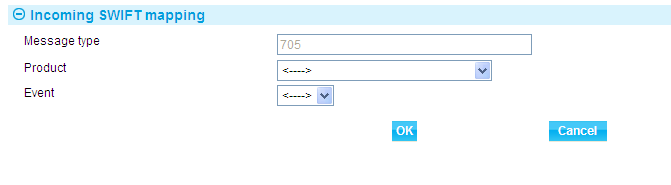 Incoming SWIFT mapping
Message type 705
Product <---->
Event <---->
OK Cancel